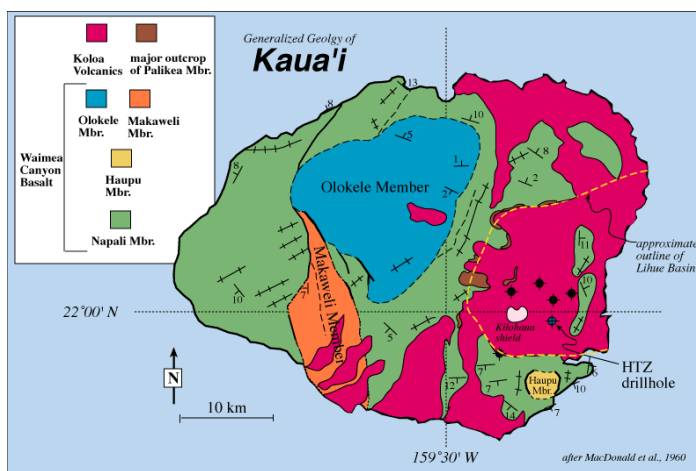 Generalized Geolgy of
Kaua'i
Koloa
Volcanics
major outcrop
of Palikea Mbr.
Olokele
Mbr.
Makaweli
Mbr.
Waimea
Canyon
Basalt
Haupu
Mbr.
Napali Mbr.
13
8
10
5
8
1
2
2
8
Olokele Member
Makaweli Member
approximate
outline of
Lihue Basin
11
10
7
10
22°00' N
Kilohana
shield
5
HTZ
drillhole
N
7
7
12
Haupu
Mbr.
6
10
14
7
10 km
159°30' W
after MacDonald et al., 1960